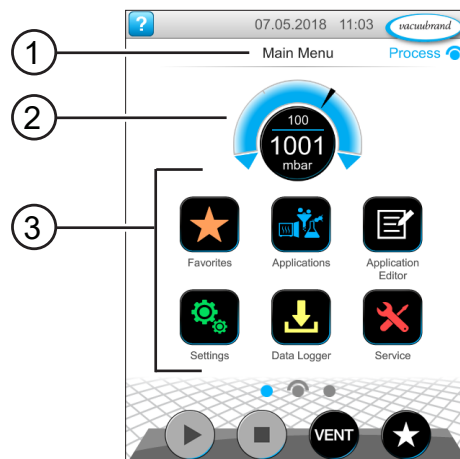 ?
07.05.2018 11:03
vacuubrand
1
Main Menu
Process
2
100
1001
mbar
3
Favorites
Applications
Application
Editor
Settings
Data Logger
Service
VENT